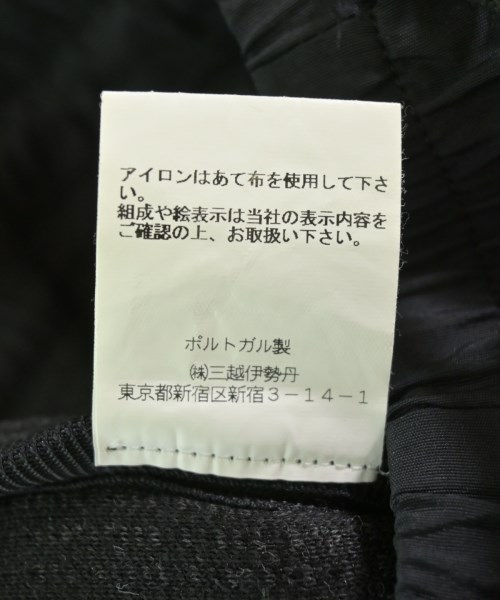 アイロンはあて布を使用して下さ
い。
組成や絵表示は当社の表示内容を
ご確認の上、お取扱い下さい。
ポルトガル製
㈱三越伊勢丹
東京都新宿区新宿3-14-1